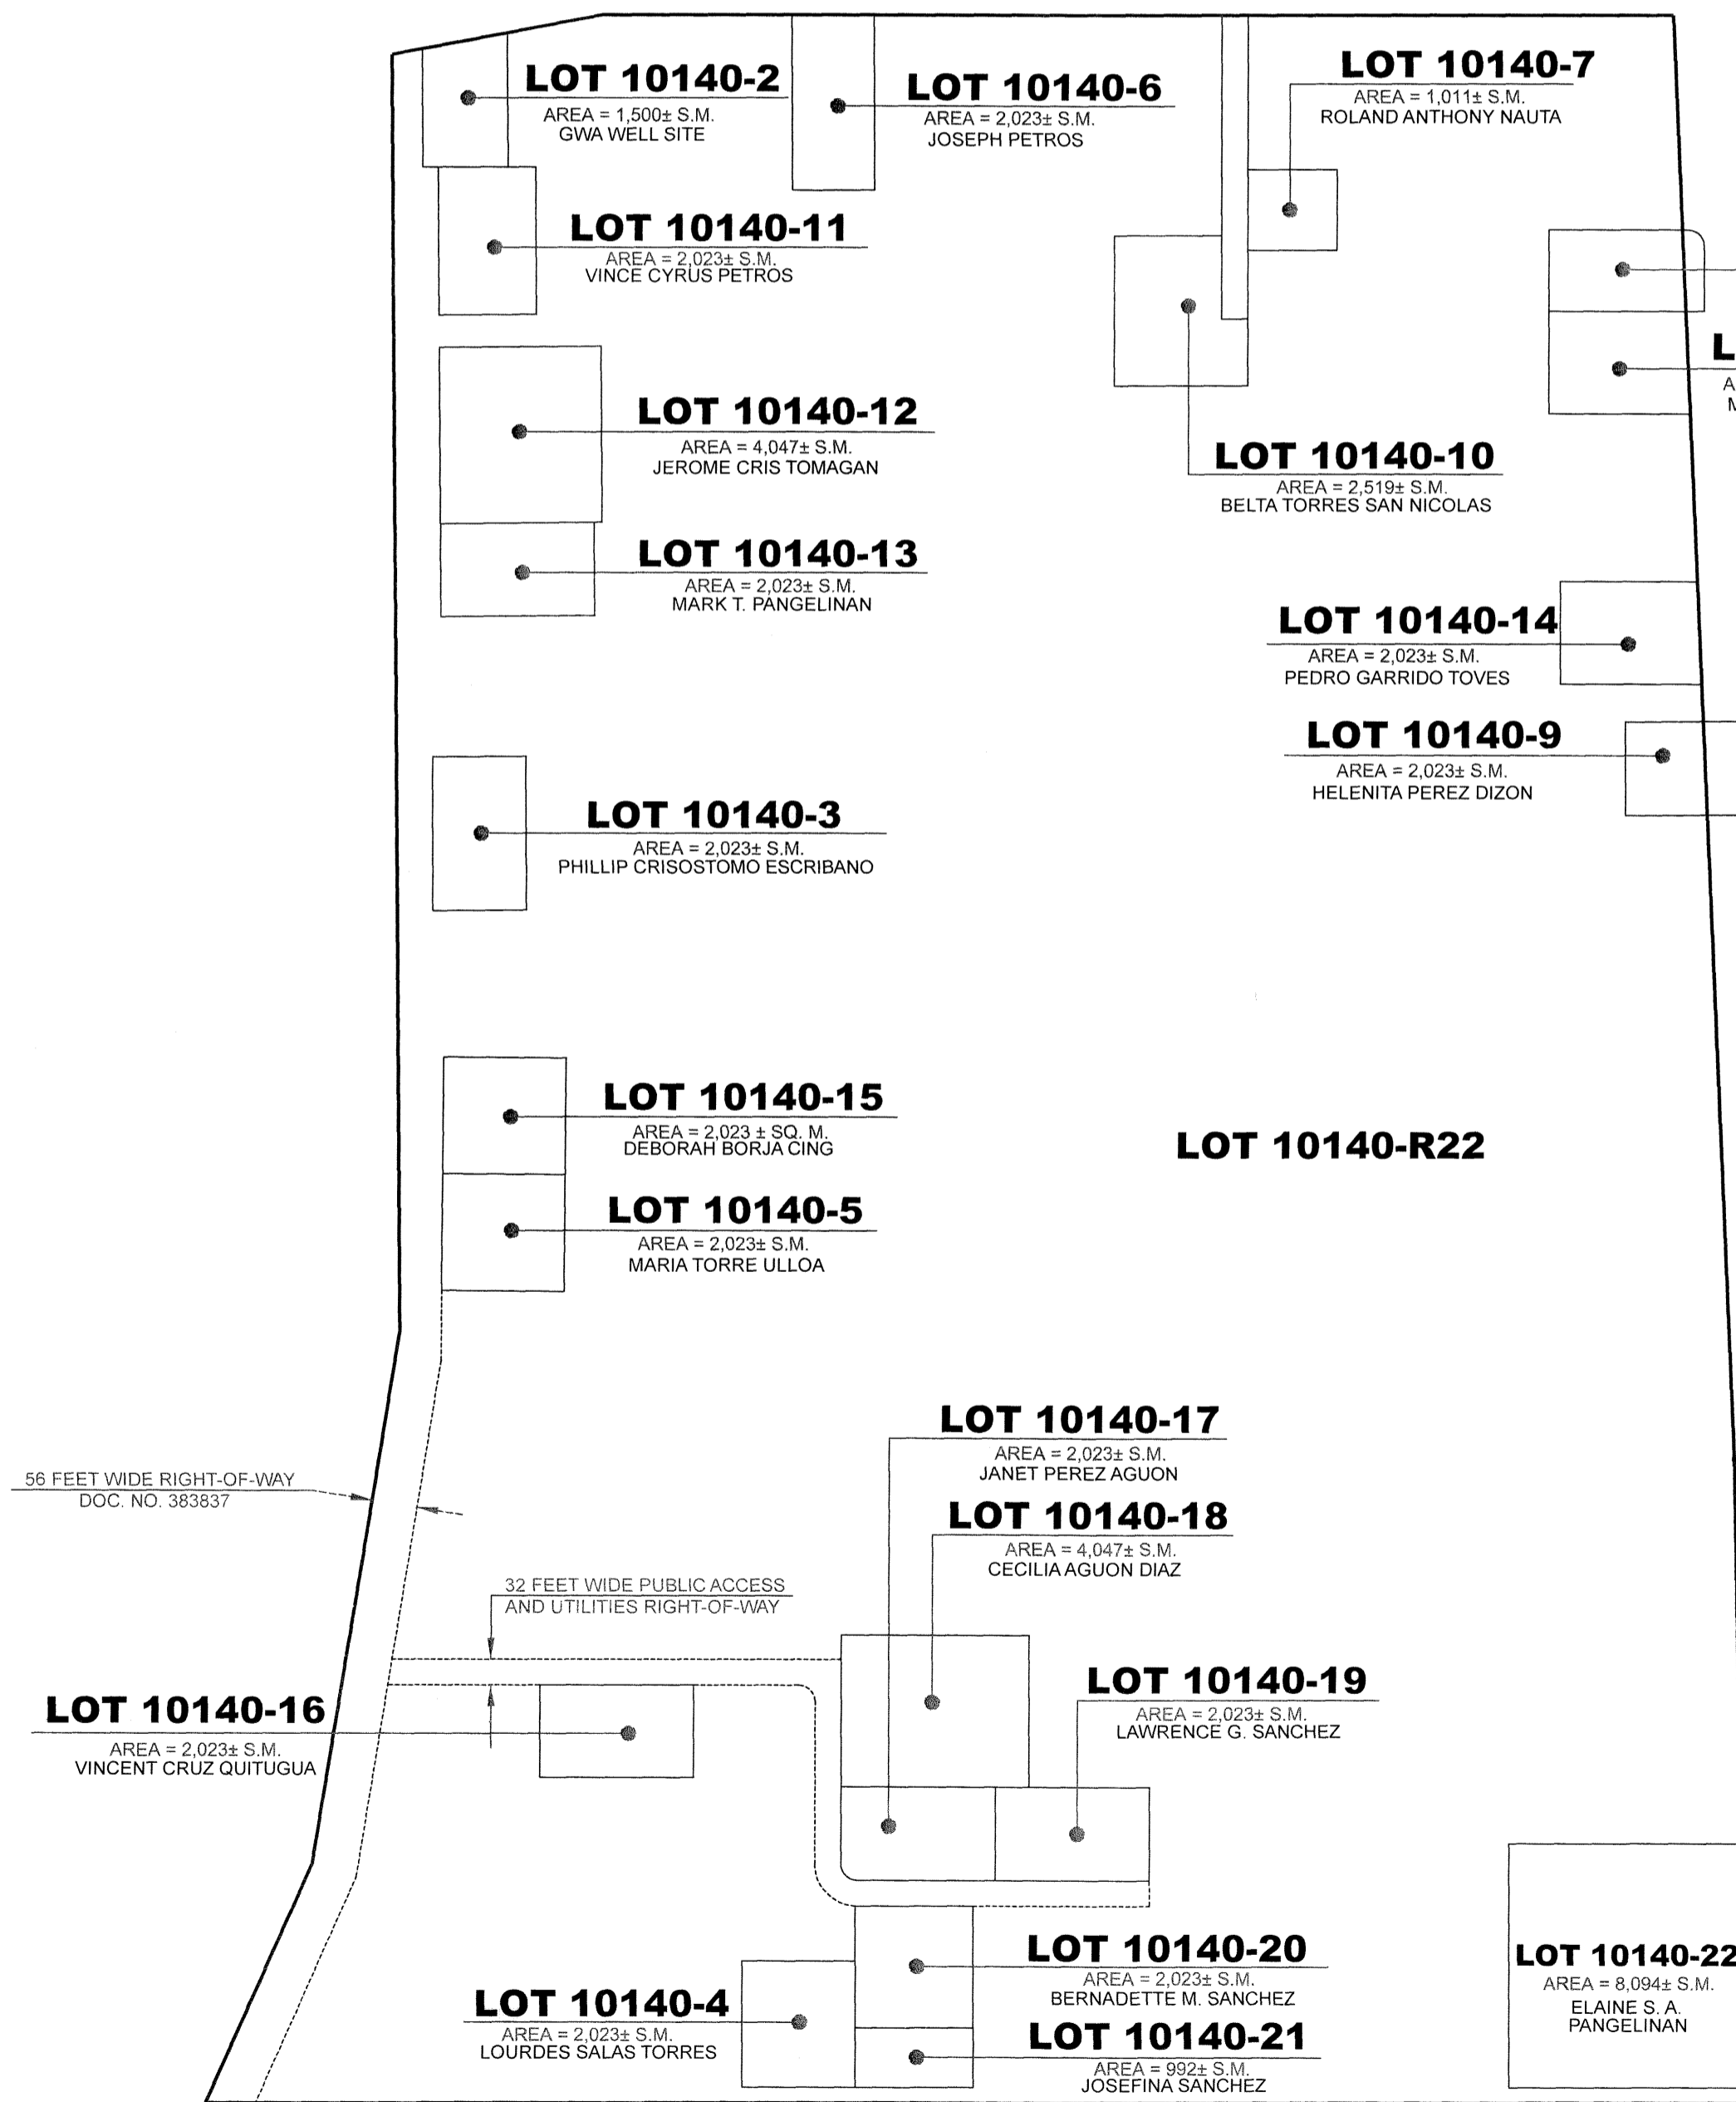 LOT 10140-2
AREA = 1,500± S.M.
GWA WELL SITE
LOT 10140-6
AREA = 2,023± S.M.
JOSEPH PETROS
LOT 10140-7
AREA = 1,011± S.M.
ROLAND ANTHONY NAUTA
LOT 10140-11
AREA = 2,023± S.M.
VINCE CYRUS PETROS
L
A
M
LOT 10140-12
AREA = 4,047± S.M.
JEROME CRIS TOMAGAN
LOT 10140-10
AREA = 2,519± S.M.
BELTA TORRES SAN NICOLAS
LOT 10140-13
AREA = 2,023± S.M.
MARK T. PANGELINAN
LOT 10140-14
AREA = 2,023± S.M.
PEDRO GARRIDO TOVES
LOT 10140-9
AREA = 2,023± S.M.
HELENITA PEREZ DIZON
LOT 10140-3
AREA = 2,023± S.M.
PHILLIP CRISOSTOMO ESCRIBANO
LOT 10140-15
AREA = 2,023 ± SQ. M.
DEBORAH BORJA CING
LOT 10140-R22
LOT 10140-5
AREA = 2,023± S.M.
MARIA TORRE ULLOA
LOT 10140-17
AREA = 2,023± S.M.
JANET PEREZ AGUON
56 FEET WIDE RIGHT-OF-WAY
DOC. NO. 383837
LOT 10140-18
AREA = 4,047± S.M.
CECILIA AGUON DIAZ
32 FEET WIDE PUBLIC ACCESS
AND UTILITIES RIGHT-OF-WAY
LOT 10140-19
AREA = 2,023± S.M.
LAWRENCE G. SANCHEZ
LOT 10140-16
AREA = 2,023± S.M.
VINCENT CRUZ QUITUGUA
LOT 10140-20
AREA = 2,023± S.M.
BERNADETTE M. SANCHEZ
LOT 10140-22
AREA = 8,094± S.M.
ELAINE S. A.
PANGELINAN
LOT 10140-4
AREA = 2,023± S.M.
LOURDES SALAS TORRES
LOT 10140-21
AREA = 992± S.M.
JOSEFINA SANCHEZ